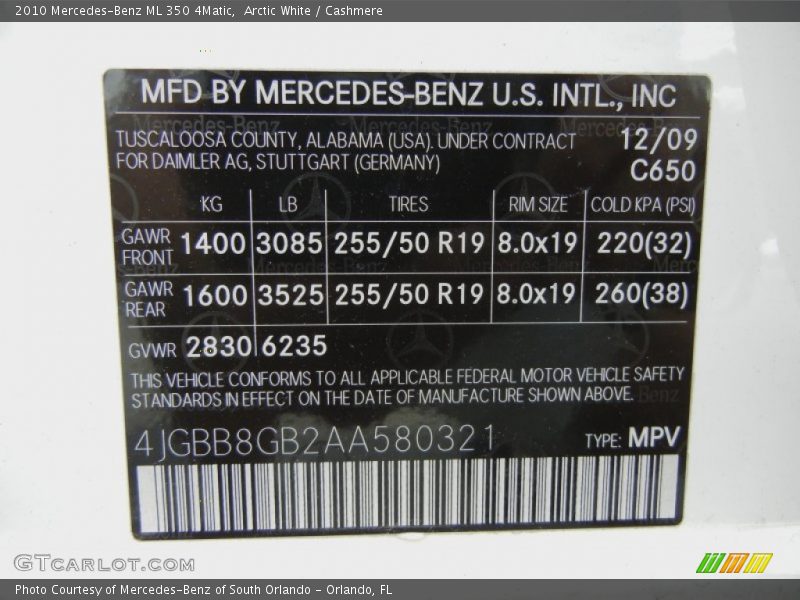 2010 Mercedes-Benz ML 350 4Matic,  Arctic White / Cashmere
MFD BY MERCEDES-BENZ U.S. INTL., INC
TUSCALOOSA COUNTY, ALABAMA (USA). UNDER CONTRACT 12/09
FOR DAIMLER AG, STUTTGART (GERMANY) C650
KG LB TIRES RIM SIZE COLD KPA (PSI)
GAWR FRONT 1400 3085 255/50 R19 8.0x19 220(32)
GAWR REAR 1600 3525 255/50 R19 8.0x19 260(38)
GVWR 2830 6235
THIS VEHICLE CONFORMS TO ALL APPLICABLE FEDERAL MOTOR VEHICLE SAFETY
STANDARDS IN EFFECT ON THE DATE OF MANUFACTURE SHOWN ABOVE.
4JGBB8GB2AA580321 TYPE: MPV
GTCARLOT.COM
Photo Courtesy of Mercedes-Benz of South Orlando - Orlando, FL